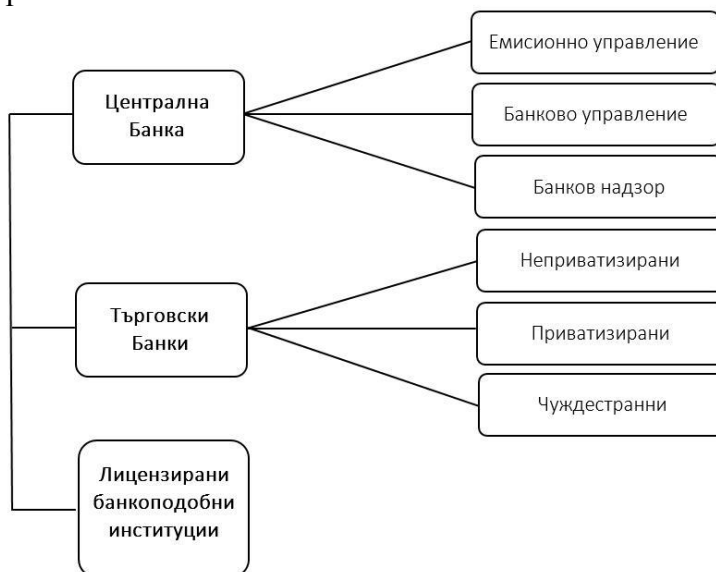 Централна
Банка
Емисионно управление
Банково управление
Банков надзор
Търговски
Банки
Неприватизирани
Приватизирани
Чуждестранни
Лицензирани
банкоподобни
институции